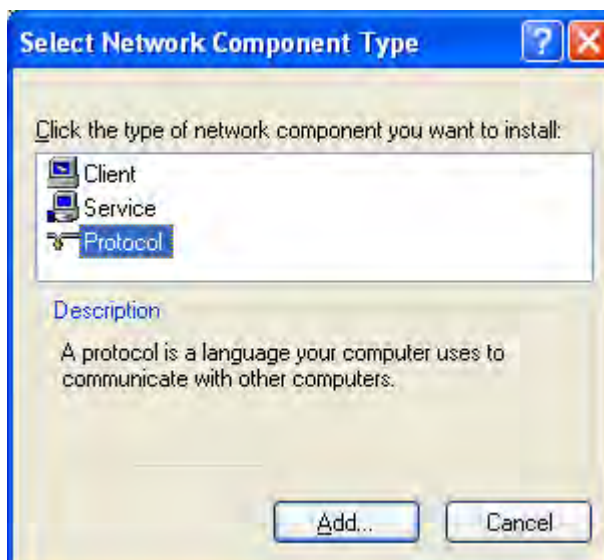 Select Network Component Type
Click the type of network component you want to install:
Client
Service
Protocol
Description
A protocol is a language your computer uses to
communicate with other computers.
Add... Cancel